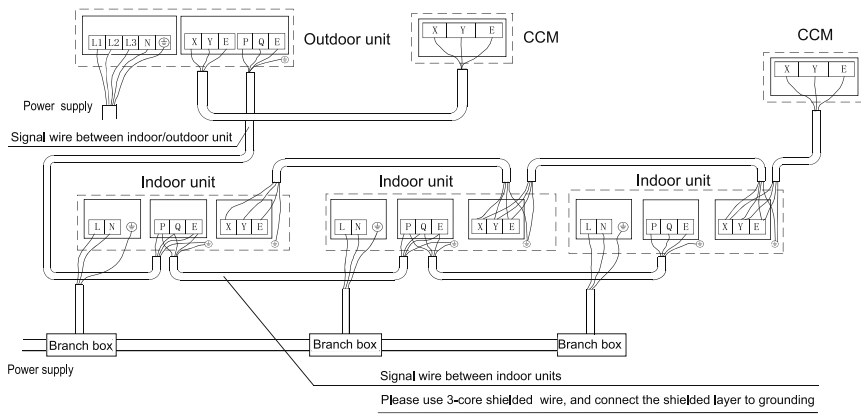 L1 L2 L3 N
X Y E
P Q E
Outdoor unit
X Y E
CCM
CCM
X Y E
Power supply
Signal wire between indoor/outdoor unit
Indoor unit
Indoor unit
Indoor unit
L N
P Q E
X Y E
L N
P Q E
X Y E
L N
P Q E
X Y E
Branch box
Branch box
Branch box
Power supply
Signal wire between indoor units
Please use 3-core shielded wire, and connect the shielded layer to grounding